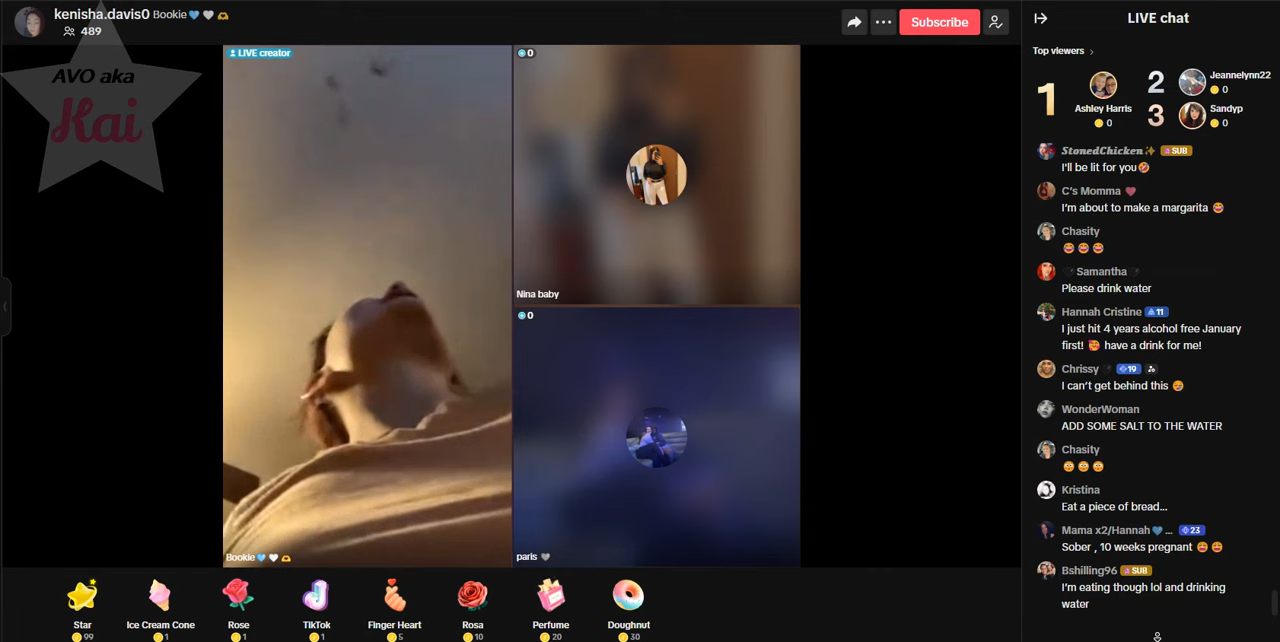 kenisha.davis0 Bookie🩵🤍🫶
489
Subscribe
LIVE chat
AVO aka
Kai
LIVE creator
0
Nina baby
0
Bookie🩵🤍🫶
paris 🩶
Top viewers >
1
Ashley Harris
0
2
Jeannelynn22
0
3
Sandyp
0
StonedChicken✨ SUB
I'll be lit for you🤣
C's Momma
I'm about to make a margarita
Chasity
Samantha
Please drink water
Hannah Cristine 11
I just hit 4 years alcohol free January
first! 🥰 have a drink for me!
Chrissy 19
I can't get behind this
WonderWoman
ADD SOME SALT TO THE WATER
Chasity
Kristina
Eat a piece of bread...
Mama x2/Hannah🩵 ... 23
Sober , 10 weeks pregnant
Bshilling96 SUB
I'm eating though lol and drinking
water
Star
99
Ice Cream Cone
1
Rose
1
TikTok
1
Finger Heart
5
Rosa
10
Perfume
20
Doughnut
30